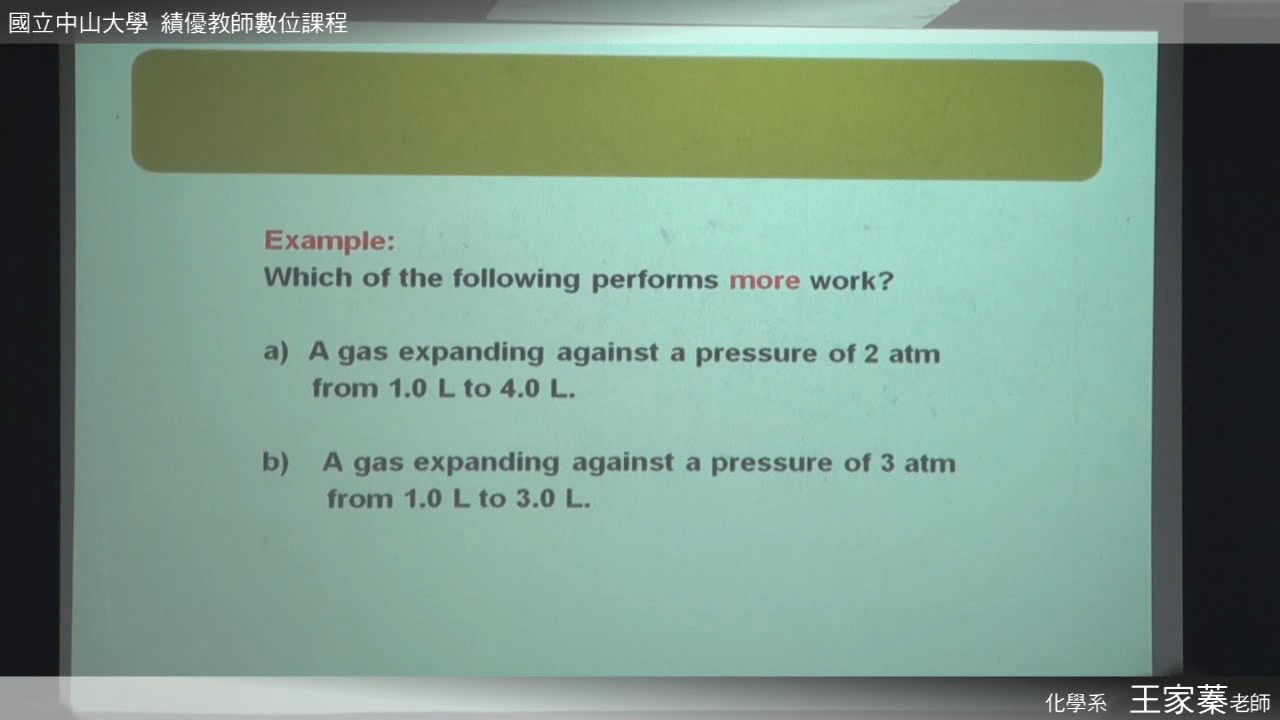 國立中山大學 績優教師數位課程
Example:
Which of the following performs more work?
a) A gas expanding against a pressure of 2 atm
from 1.0 L to 4.0 L.
b) A gas expanding against a pressure of 3 atm
from 1.0 L to 3.0 L.
化學系 王家蓁老師